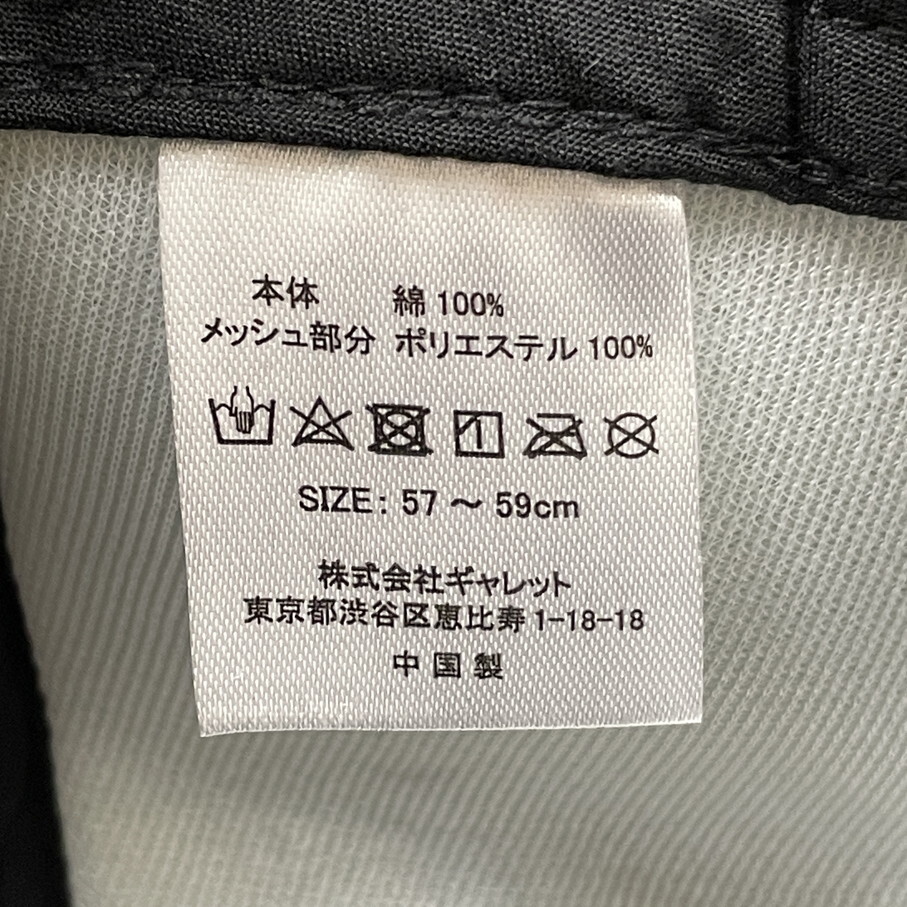 本体 綿 100%
メッシュ部分 ポリエステル 100%
SIZE: 57 ～ 59cm
株式会社ギャレット
東京都渋谷区恵比寿1-18-18
中国製